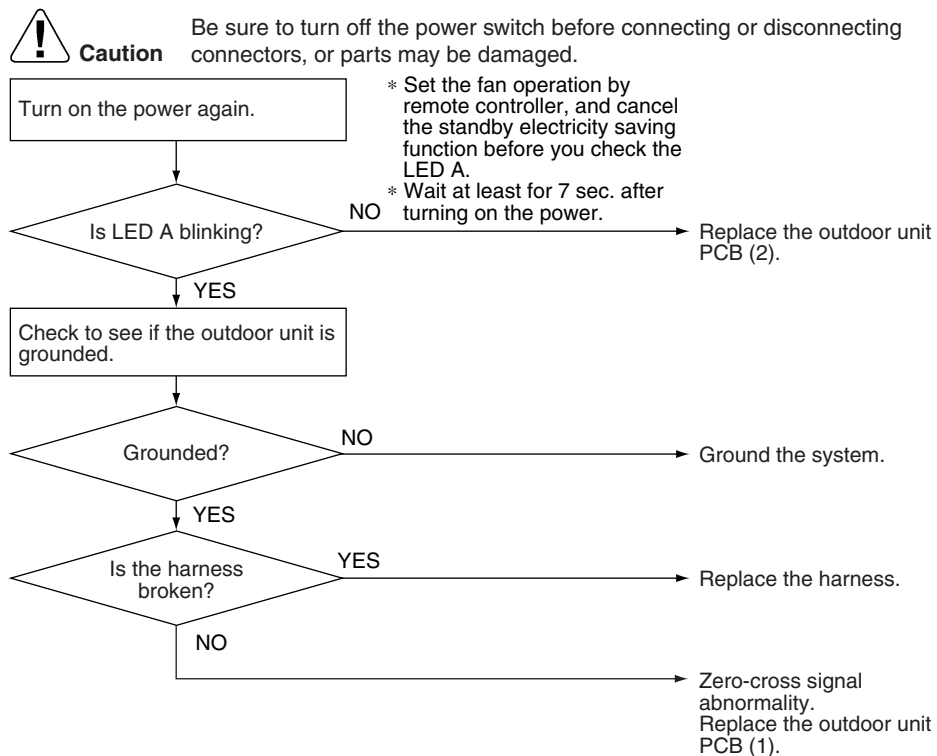 Be sure to turn off the power switch before connecting or disconnecting
Caution connectors, or parts may be damaged.
Turn on the power again.
∗ Set the fan operation by
remote controller, and cancel
the standby electricity saving
function before you check the
LED A.
∗ Wait at least for 7 sec. after
turning on the power.
Is LED A blinking?
NO
Replace the outdoor unit
PCB (2).
YES
Check to see if the outdoor unit is
grounded.
Grounded?
NO
Ground the system.
YES
Is the harness
broken?
YES
Replace the harness.
NO
Zero-cross signal
abnormality.
Replace the outdoor unit
PCB (1).